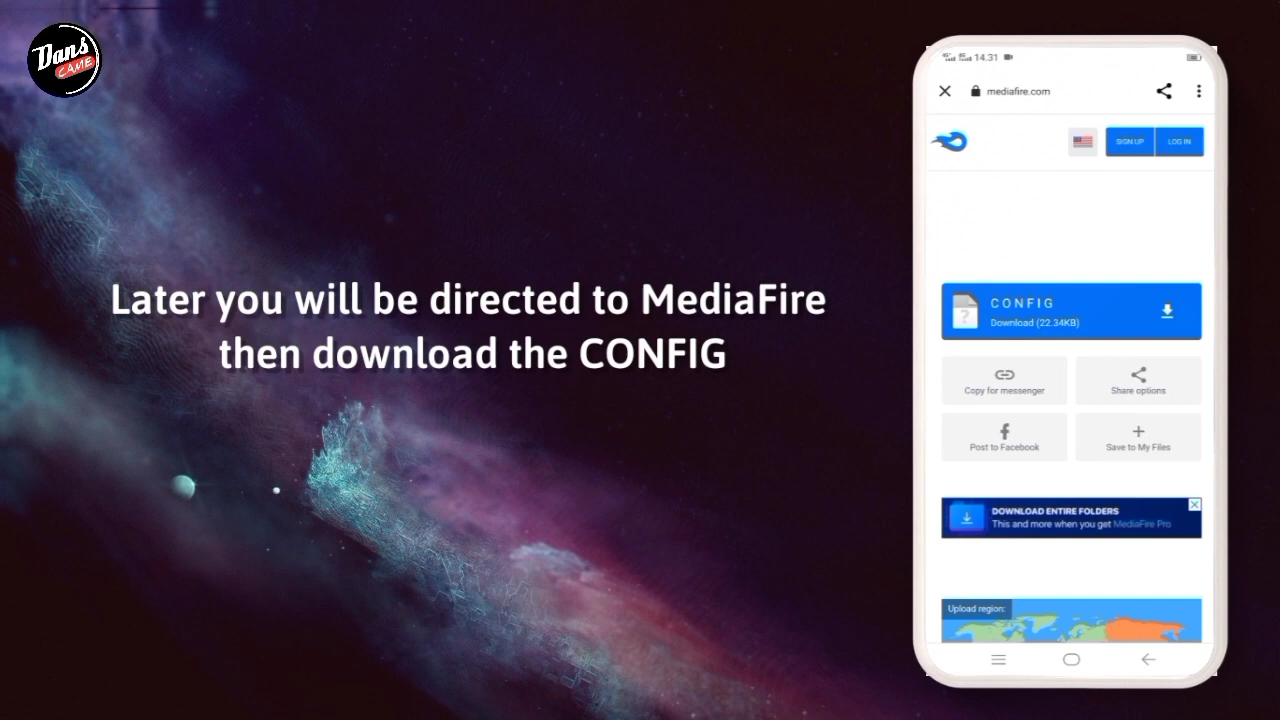 Dans
CAME
Later you will be directed to MediaFire
then download the CONFIG
14.31
mediafire.com
SIGN UP
LOG IN
CONFIG
Download (22.34KB)
?
Copy for messenger
Share options
Post to Facebook
Save to My Files
DOWNLOAD ENTIRE FOLDERS
This and more when you get MediaFire Pro
Upload region: